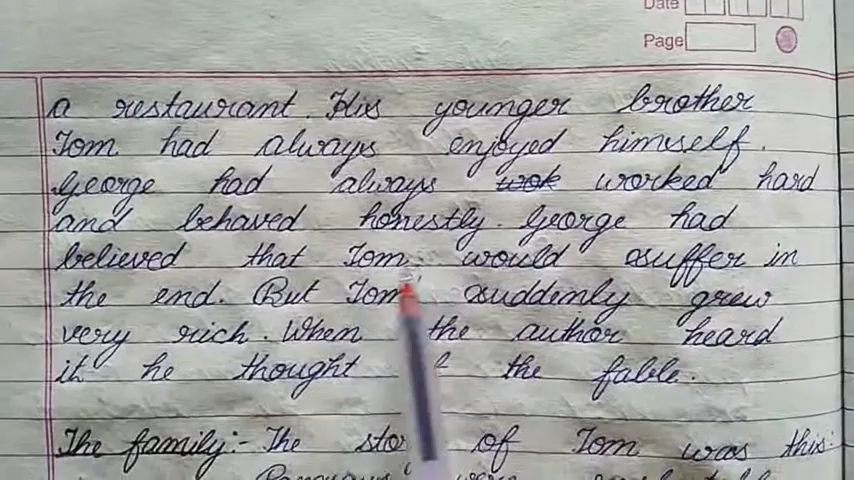 Date
Page
a restaurant. His younger brother
Tom had always enjoyed himself.
George had always wok worked hard
and behaved honestly. George had
believed that Tom would suffer in
the end. But Tom suddenly grew
very rich. When the author heard
it he thought the fable.
The family:- The of Tom was this: